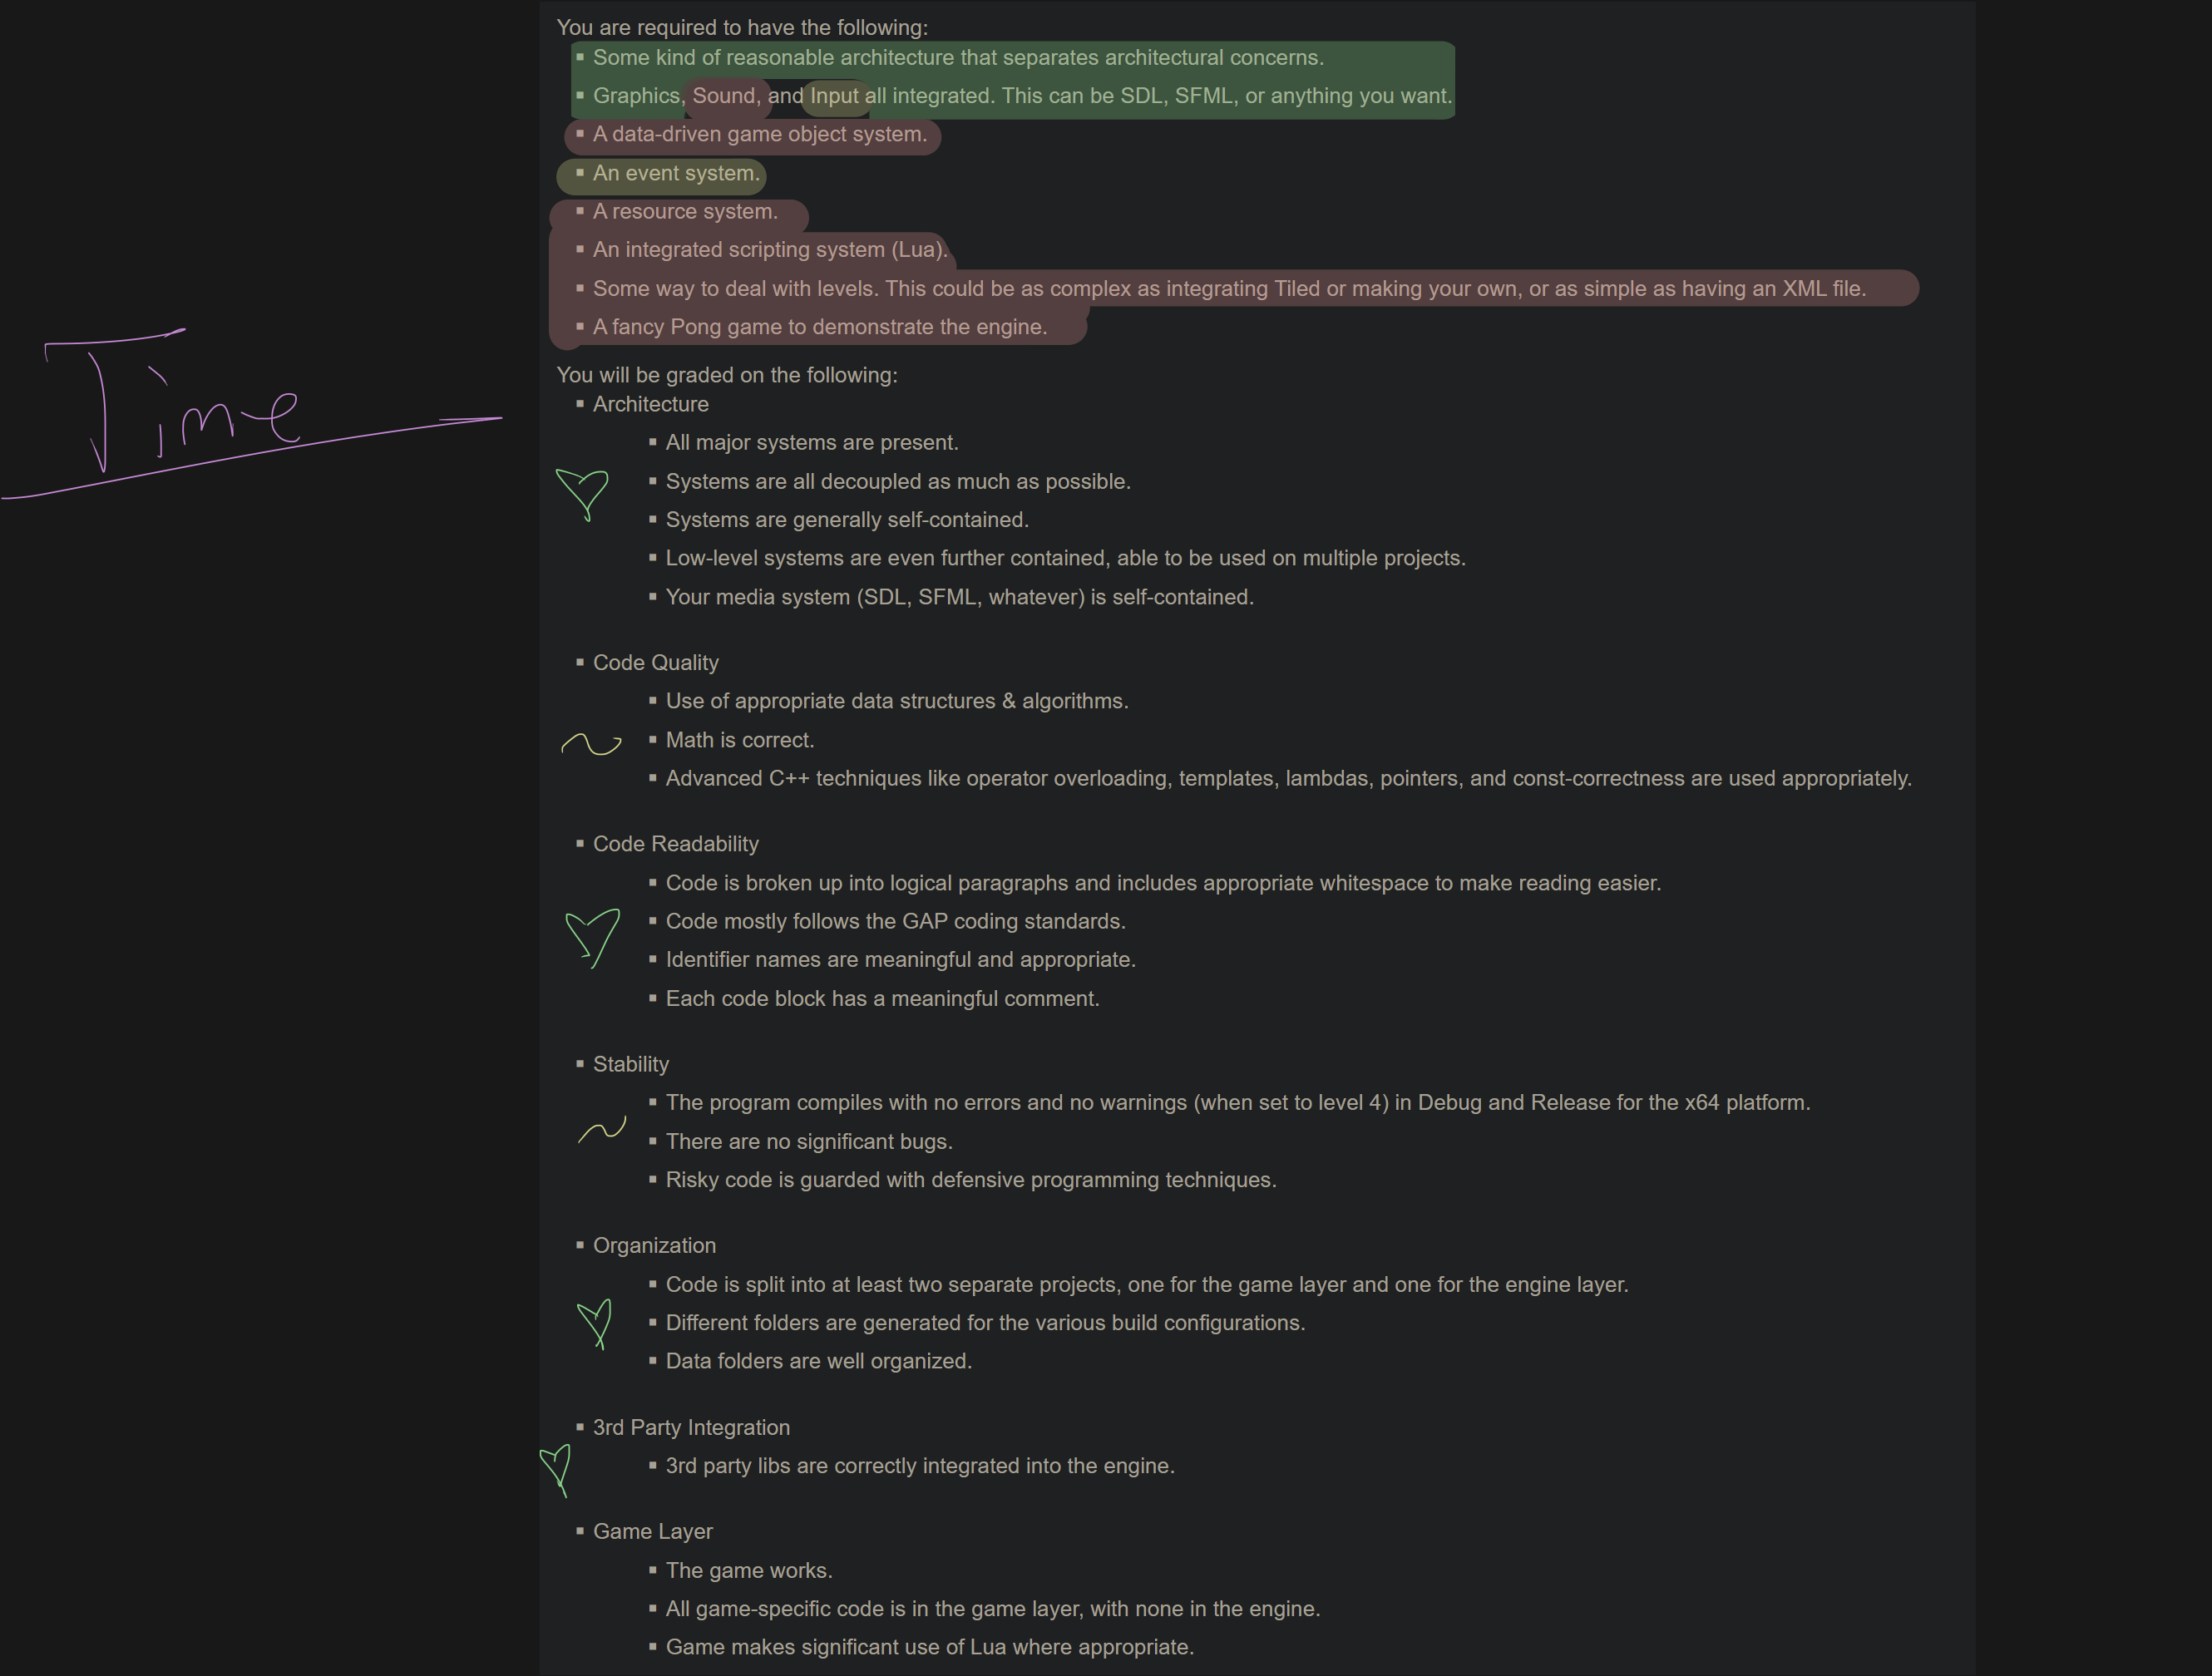 You are required to have the following:
▪ Some kind of reasonable architecture that separates architectural concerns.
▪ Graphics, Sound, and Input all integrated. This can be SDL, SFML, or anything you want.
▪ A data-driven game object system.
▪ An event system.
▪ A resource system.
▪ An integrated scripting system (Lua).
▪ Some way to deal with levels. This could be as complex as integrating Tiled or making your own, or as simple as having an XML file.
▪ A fancy Pong game to demonstrate the engine.
Time
You will be graded on the following:
▪ Architecture
▪ All major systems are present.
▪ Systems are all decoupled as much as possible.
▪ Systems are generally self-contained.
▪ Low-level systems are even further contained, able to be used on multiple projects.
▪ Your media system (SDL, SFML, whatever) is self-contained.
▪ Code Quality
▪ Use of appropriate data structures & algorithms.
▪ Math is correct.
▪ Advanced C++ techniques like operator overloading, templates, lambdas, pointers, and const-correctness are used appropriately.
▪ Code Readability
▪ Code is broken up into logical paragraphs and includes appropriate whitespace to make reading easier.
▪ Code mostly follows the GAP coding standards.
▪ Identifier names are meaningful and appropriate.
▪ Each code block has a meaningful comment.
▪ Stability
▪ The program compiles with no errors and no warnings (when set to level 4) in Debug and Release for the x64 platform.
▪ There are no significant bugs.
▪ Risky code is guarded with defensive programming techniques.
▪ Organization
▪ Code is split into at least two separate projects, one for the game layer and one for the engine layer.
▪ Different folders are generated for the various build configurations.
▪ Data folders are well organized.
▪ 3rd Party Integration
▪ 3rd party libs are correctly integrated into the engine.
▪ Game Layer
▪ The game works.
▪ All game-specific code is in the game layer, with none in the engine.
▪ Game makes significant use of Lua where appropriate.